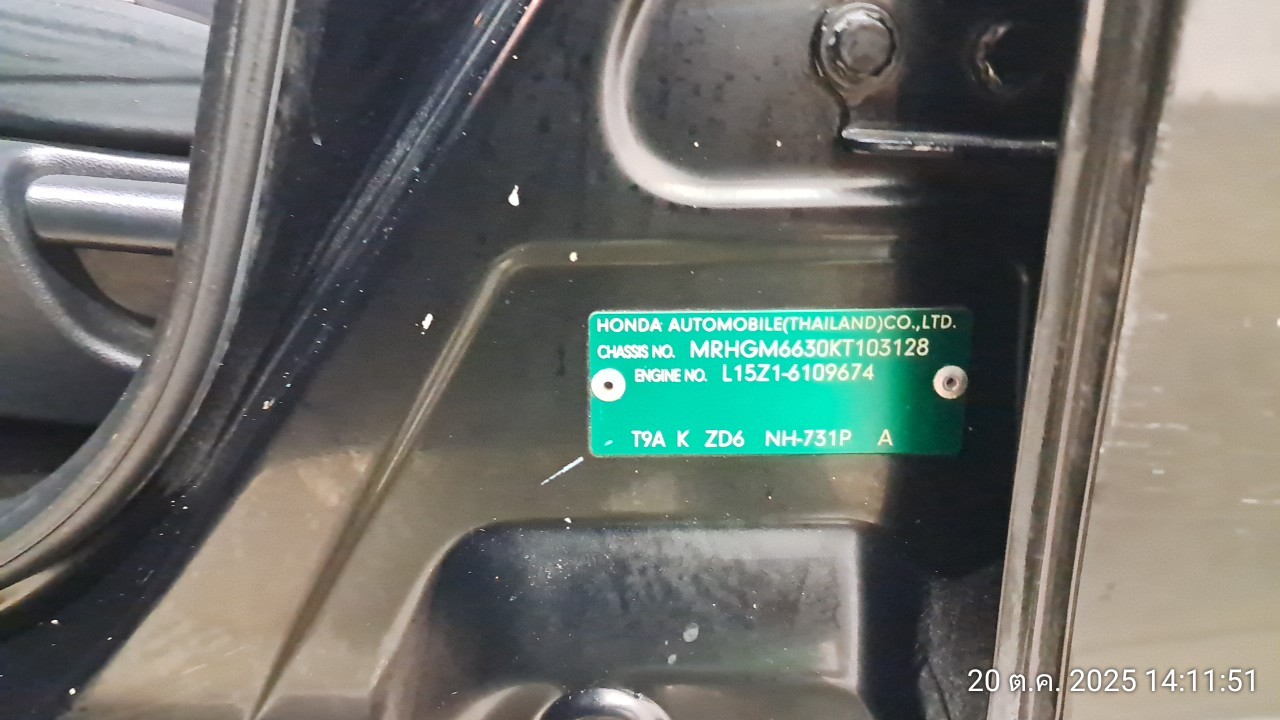 HONDA AUTOMOBILE(THAILAND)CO.,LTD.
CHASSIS NO. MRHGM6630KT103128
ENGINE NO. L15Z1-6109674
T9A K ZD6 NH-731P A
20 ต.ค. 2025 14:11:51